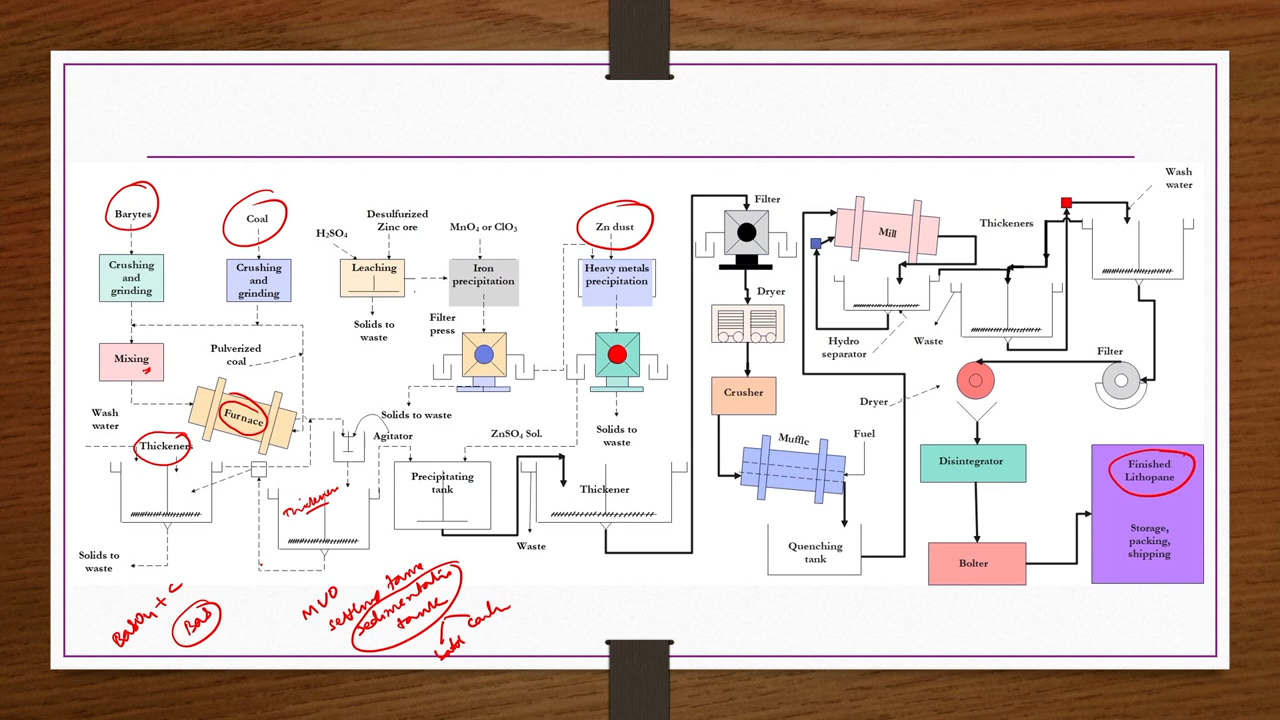 Barytes
Coal
H₂SO₄
Desulfurized
Zinc ore
MnO₄ or ClO₃
Zn dust
Crushing
and
grinding
Crushing
and
grinding
Leaching
Iron
precipitation
Heavy metals
precipitation
Solids to
waste
Filter
press
Mixing
Pulverized
coal
Wash
water
Furnace
Solids to waste
Solids to
waste
Thickener
Agitator
ZnSO₄ Sol.
Precipitating
tank
Thickener
Thickener
Waste
Solids to
waste
BaSO₄ + C
BaS
settling
sedimentation
tank
Filter
Dryer
Crusher
Muffle
Fuel
Quenching
tank
Mill
Thickeners
Wash
water
Hydro
separator
Waste
Filter
Dryer
Disintegrator
Bolter
Finished
Lithopane
Storage,
packing,
shipping